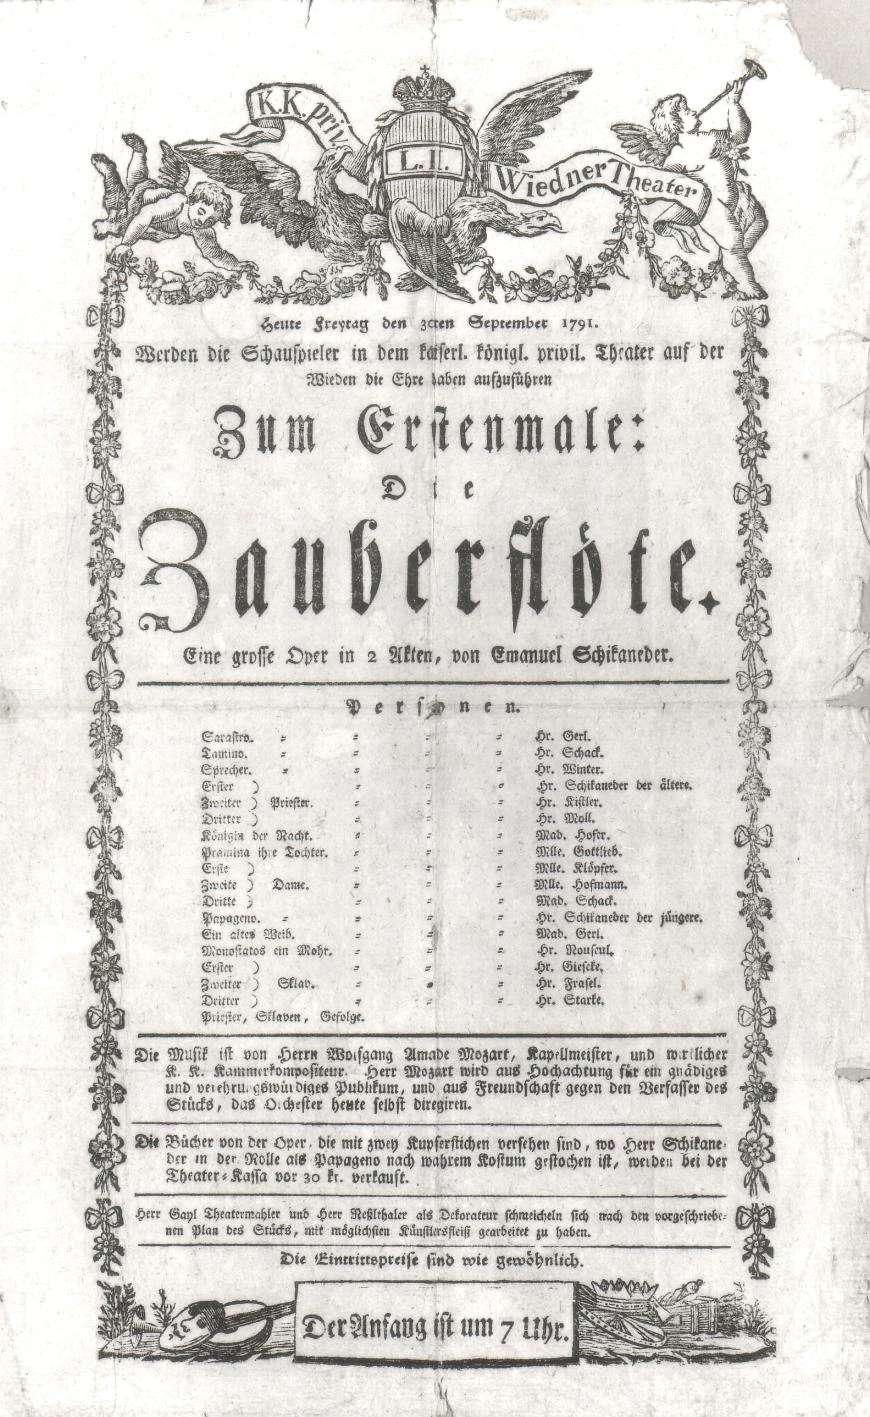 K.K. priv.
L.II.
Wiedner Theater
Heute Freytag den 30ten September 1791.
Werden die Schauspieler in dem kaiserl. königl. privil. Theater auf der
Wieden die Ehre haben aufzuführen
Zum Erstenmale:
Die
Zauberflöte.
Eine grosse Oper in 2 Akten, von Emanuel Schikaneder.
Personen.
Sarastro. = = = = Hr. Gerl.
Tamino. = = = = Hr. Schack.
Sprecher. = = = = Hr. Winter.
Erster ) = = = Hr. Schikaneder der ältere.
Zweiter ) Priester. = = = Hr. Kistler.
Dritter ) = = = Hr. Moll.
Königin der Nacht. = = = Mad. Hofer.
Pramina ihre Tochter. = = = Mlle. Gottlieb.
Erste ) = = = Mlle. Klöpfer.
Zweite ) Dame. = = = Mlle. Hofmann.
Dritte ) = = = Mad. Schack.
Papageno. = = = = Hr. Schikaneder der jüngere.
Ein altes Weib. = = = Mad. Gerl.
Monostatos ein Mohr. = = = Hr. Nouseul.
Erster ) = = = Hr. Gieseke.
Zweiter ) Sklav. = = = Hr. Frasel.
Dritter ) = = = Hr. Starke.
Priester, Sklaven, Gefolge.
Die Musik ist von Herrn Wolfgang Amade Mozart, Kapellmeister, und wirklicher
K. K. Kammerkompositeur. Herr Mozart wird aus Hochachtung für ein gnädiges
und verehrungswürdiges Publikum, und aus Freundschaft gegen den Verfasser des
Stücks, das Orchester heute selbst diregiren.
Die Bücher von der Oper, die mit zwey Kupferstichen versehen sind, wo Herr Schikane=
der in der Rolle als Papageno nach wahrem Kostum gestochen ist, werden bei der
Theater=Kassa vor 30 kr. verkauft.
Herr Gayl Theatermahler und Herr Neßlthaler als Dekorateur schmeicheln sich nach den vorgeschriebe=
nen Plan des Stücks, mit möglichsten Künstlersfleiß gearbeitet zu haben.
Die Eintrittspreise sind wie gewöhnlich.
Der Anfang ist um 7 Uhr.